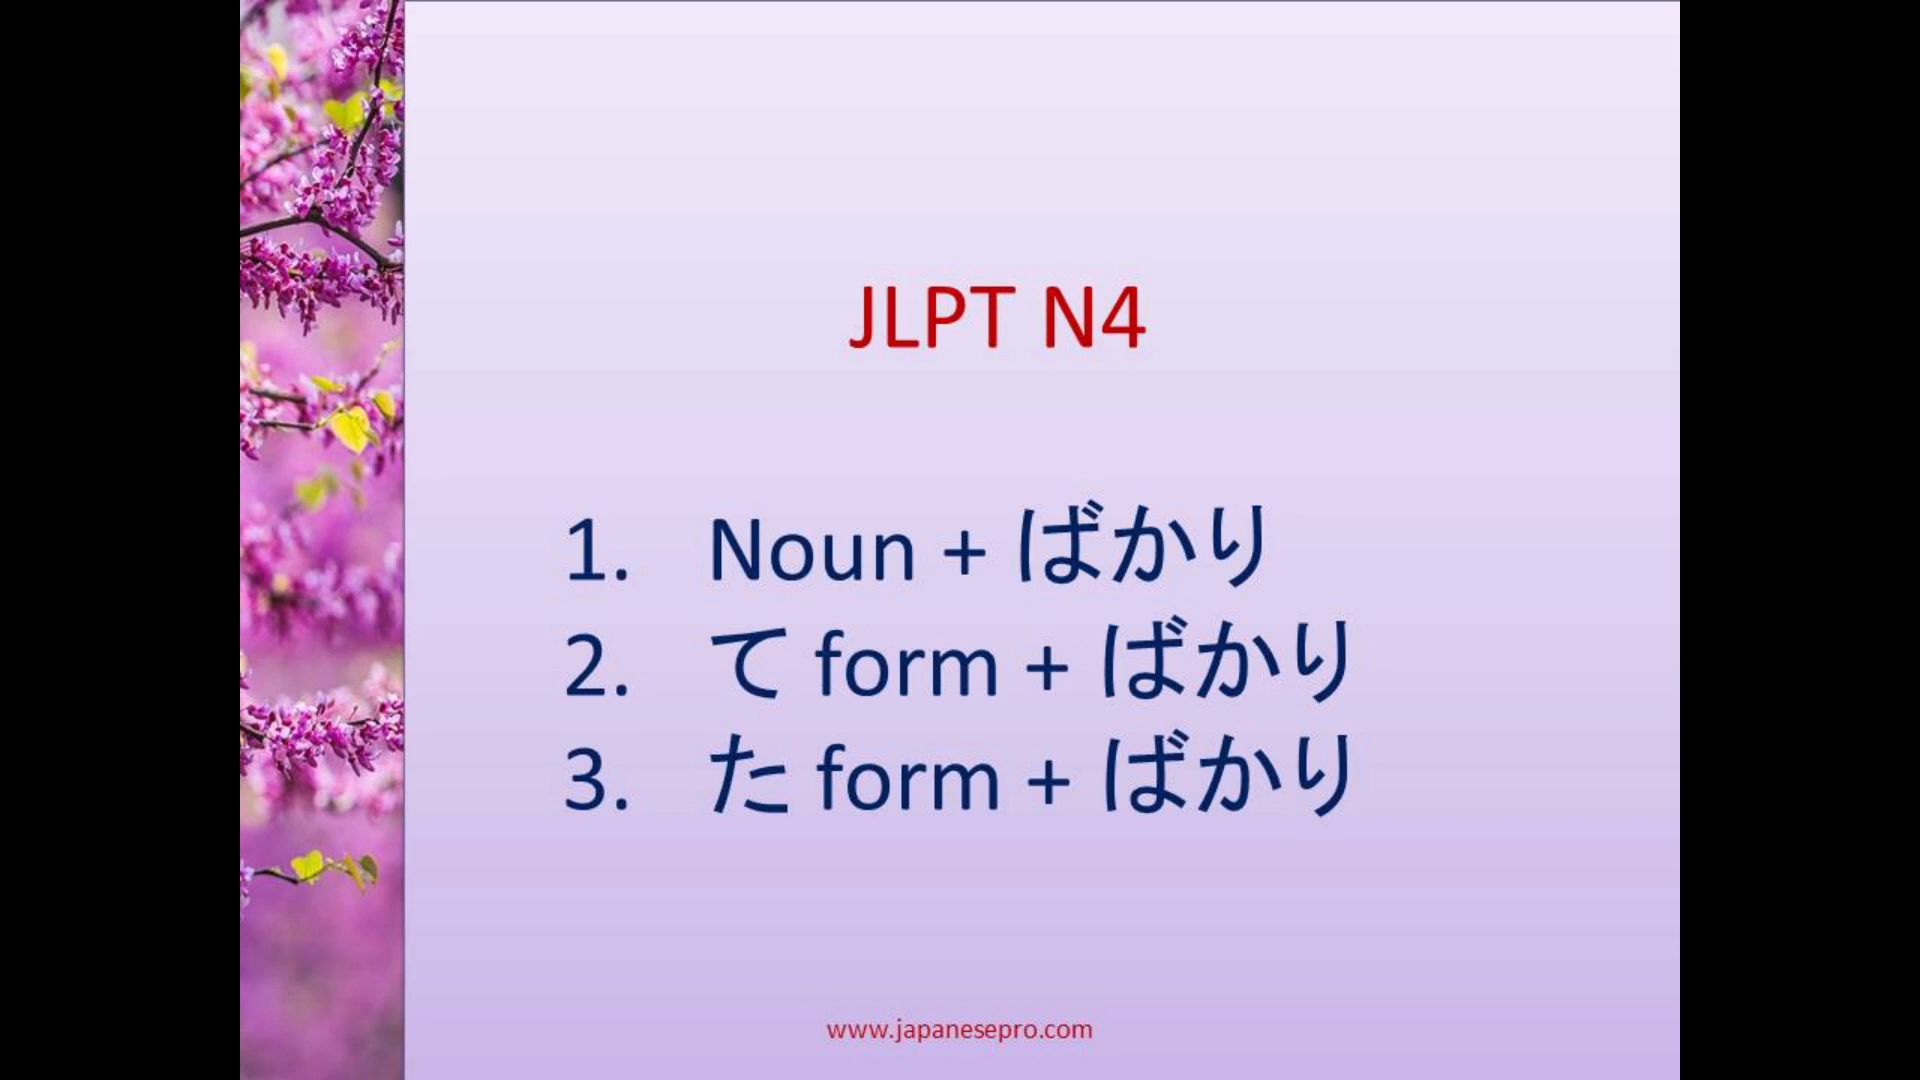 JLPT N4
1. Noun + ばかり
2. て form + ばかり
3. た form + ばかり
www.japanesepro.com